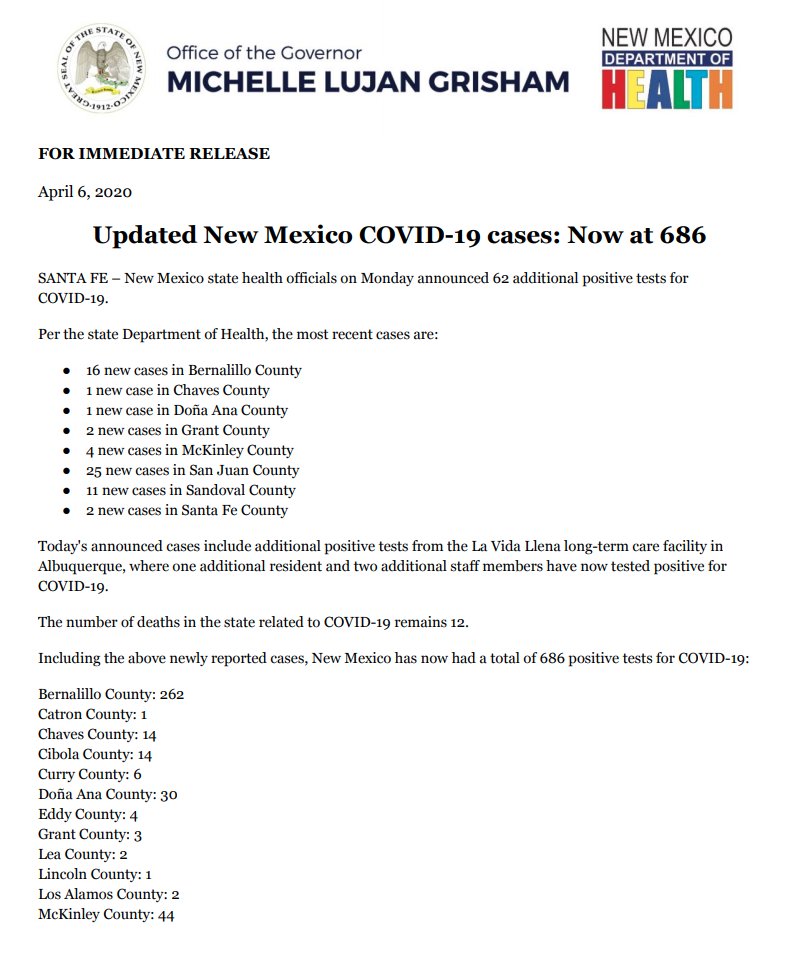 GREAT SEAL OF THE STATE OF NEW MEXICO
·1912·
Office of the Governor
MICHELLE LUJAN GRISHAM
NEW MEXICO
DEPARTMENT OF
HEALTH
FOR IMMEDIATE RELEASE
April 6, 2020
Updated New Mexico COVID-19 cases: Now at 686
SANTA FE – New Mexico state health officials on Monday announced 62 additional positive tests for
COVID-19.
Per the state Department of Health, the most recent cases are:
● 16 new cases in Bernalillo County
● 1 new case in Chaves County
● 1 new case in Doña Ana County
● 2 new cases in Grant County
● 4 new cases in McKinley County
● 25 new cases in San Juan County
● 11 new cases in Sandoval County
● 2 new cases in Santa Fe County
Today's announced cases include additional positive tests from the La Vida Llena long-term care facility in
Albuquerque, where one additional resident and two additional staff members have now tested positive for
COVID-19.
The number of deaths in the state related to COVID-19 remains 12.
Including the above newly reported cases, New Mexico has now had a total of 686 positive tests for COVID-19:
Bernalillo County: 262
Catron County: 1
Chaves County: 14
Cibola County: 14
Curry County: 6
Doña Ana County: 30
Eddy County: 4
Grant County: 3
Lea County: 2
Lincoln County: 1
Los Alamos County: 2
McKinley County: 44